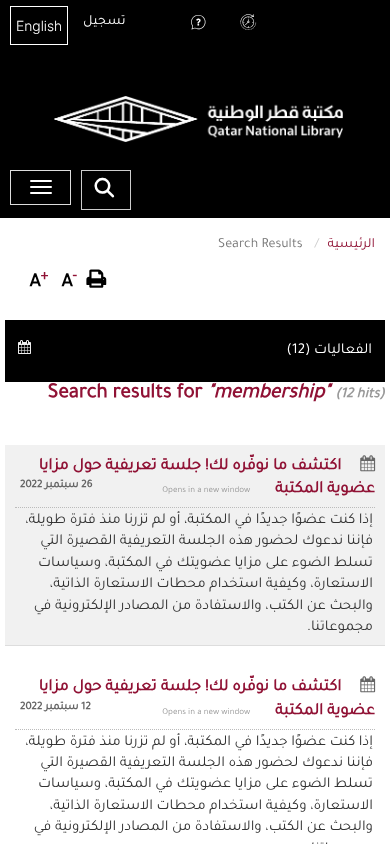 English
تسجيل
مكتبة قطر الوطنية
Qatar National Library
الرئيسية / Search Results
A+ A-
الفعاليات (12)
Search results for "membership" (12 hits)
اكتشف ما نوفّره لك! جلسة تعريفية حول مزايا
عضوية المكتبة
Opens in a new window
26 سبتمبر 2022
إذا كنت عضوًا جديدًا في المكتبة، أو لم تزرنا منذ فترة طويلة،
فإننا ندعوك لحضور هذه الجلسة التعريفية القصيرة التي
تسلط الضوء على مزايا عضويتك في المكتبة، وسياسات
الاستعارة، وكيفية استخدام محطات الاستعارة الذاتية،
والبحث عن الكتب، والاستفادة من المصادر الإلكترونية في
مجموعاتنا.
اكتشف ما نوفّره لك! جلسة تعريفية حول مزايا
عضوية المكتبة
Opens in a new window
12 سبتمبر 2022
إذا كنت عضوًا جديدًا في المكتبة، أو لم تزرنا منذ فترة طويلة،
فإننا ندعوك لحضور هذه الجلسة التعريفية القصيرة التي
تسلط الضوء على مزايا عضويتك في المكتبة، وسياسات
الاستعارة، وكيفية استخدام محطات الاستعارة الذاتية،
والبحث عن الكتب، والاستفادة من المصادر الإلكترونية في